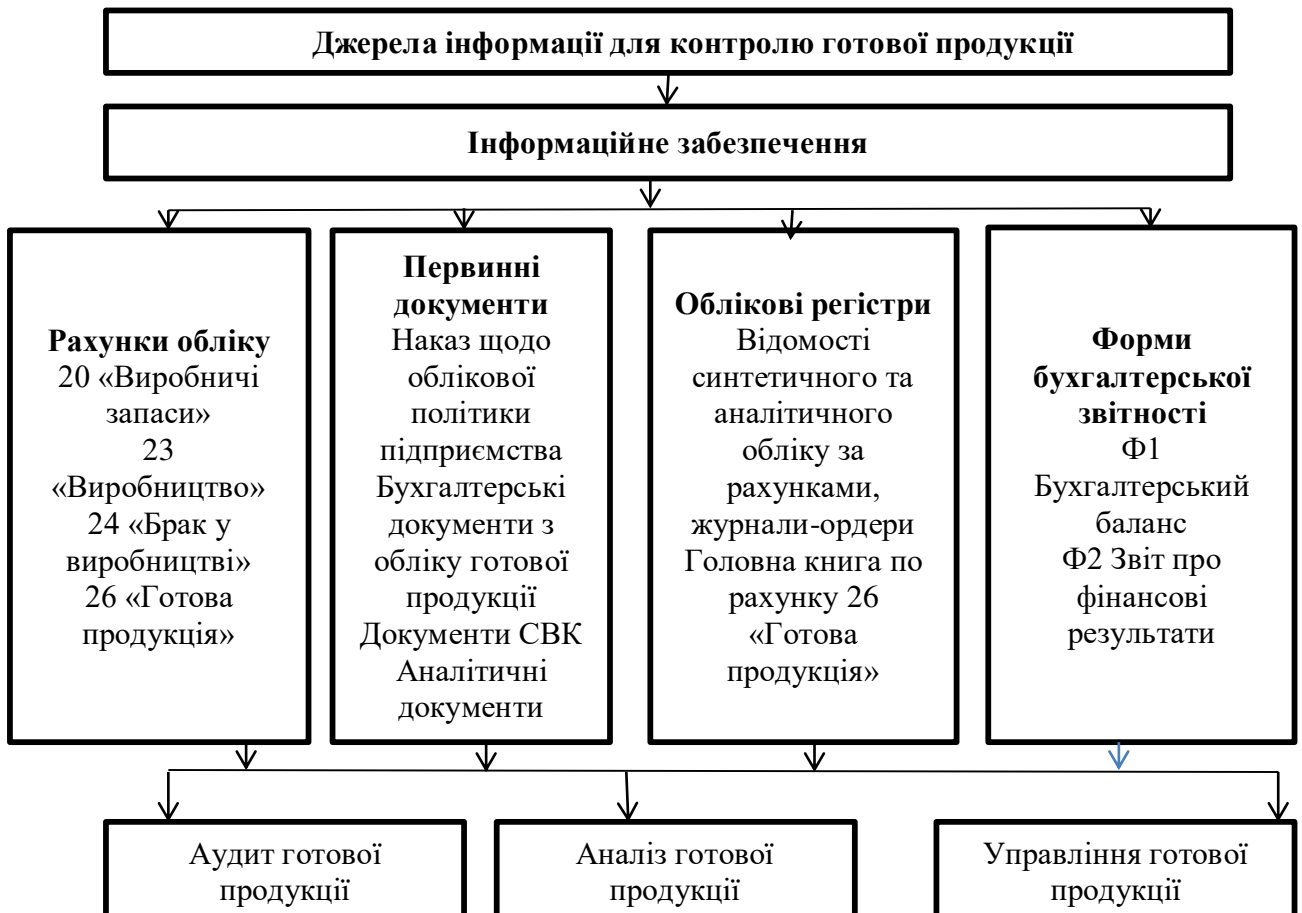 Джерела інформації для контролю готової продукції
Інформаційне забезпечення
Рахунки обліку
20 «Виробничі
запаси»
23
«Виробництво»
24 «Брак у
виробництві»
26 «Готова
продукція»
Первинні
документи
Наказ щодо
облікової
політики
підприємства
Бухгалтерські
документи з
обліку готової
продукції
Документи СВК
Аналітичні
документи
Облікові регістри
Відомості
синтетичного та
аналітичного
обліку за
рахунками,
журнали-ордери
Головна книга по
рахунку 26
«Готова
продукція»
Форми
бухгалтерської
звітності
Ф1
Бухгалтерський
баланс
Ф2 Звіт про
фінансові
результати
Аудит готової
продукції
Аналіз готової
продукції
Управління готової
продукції